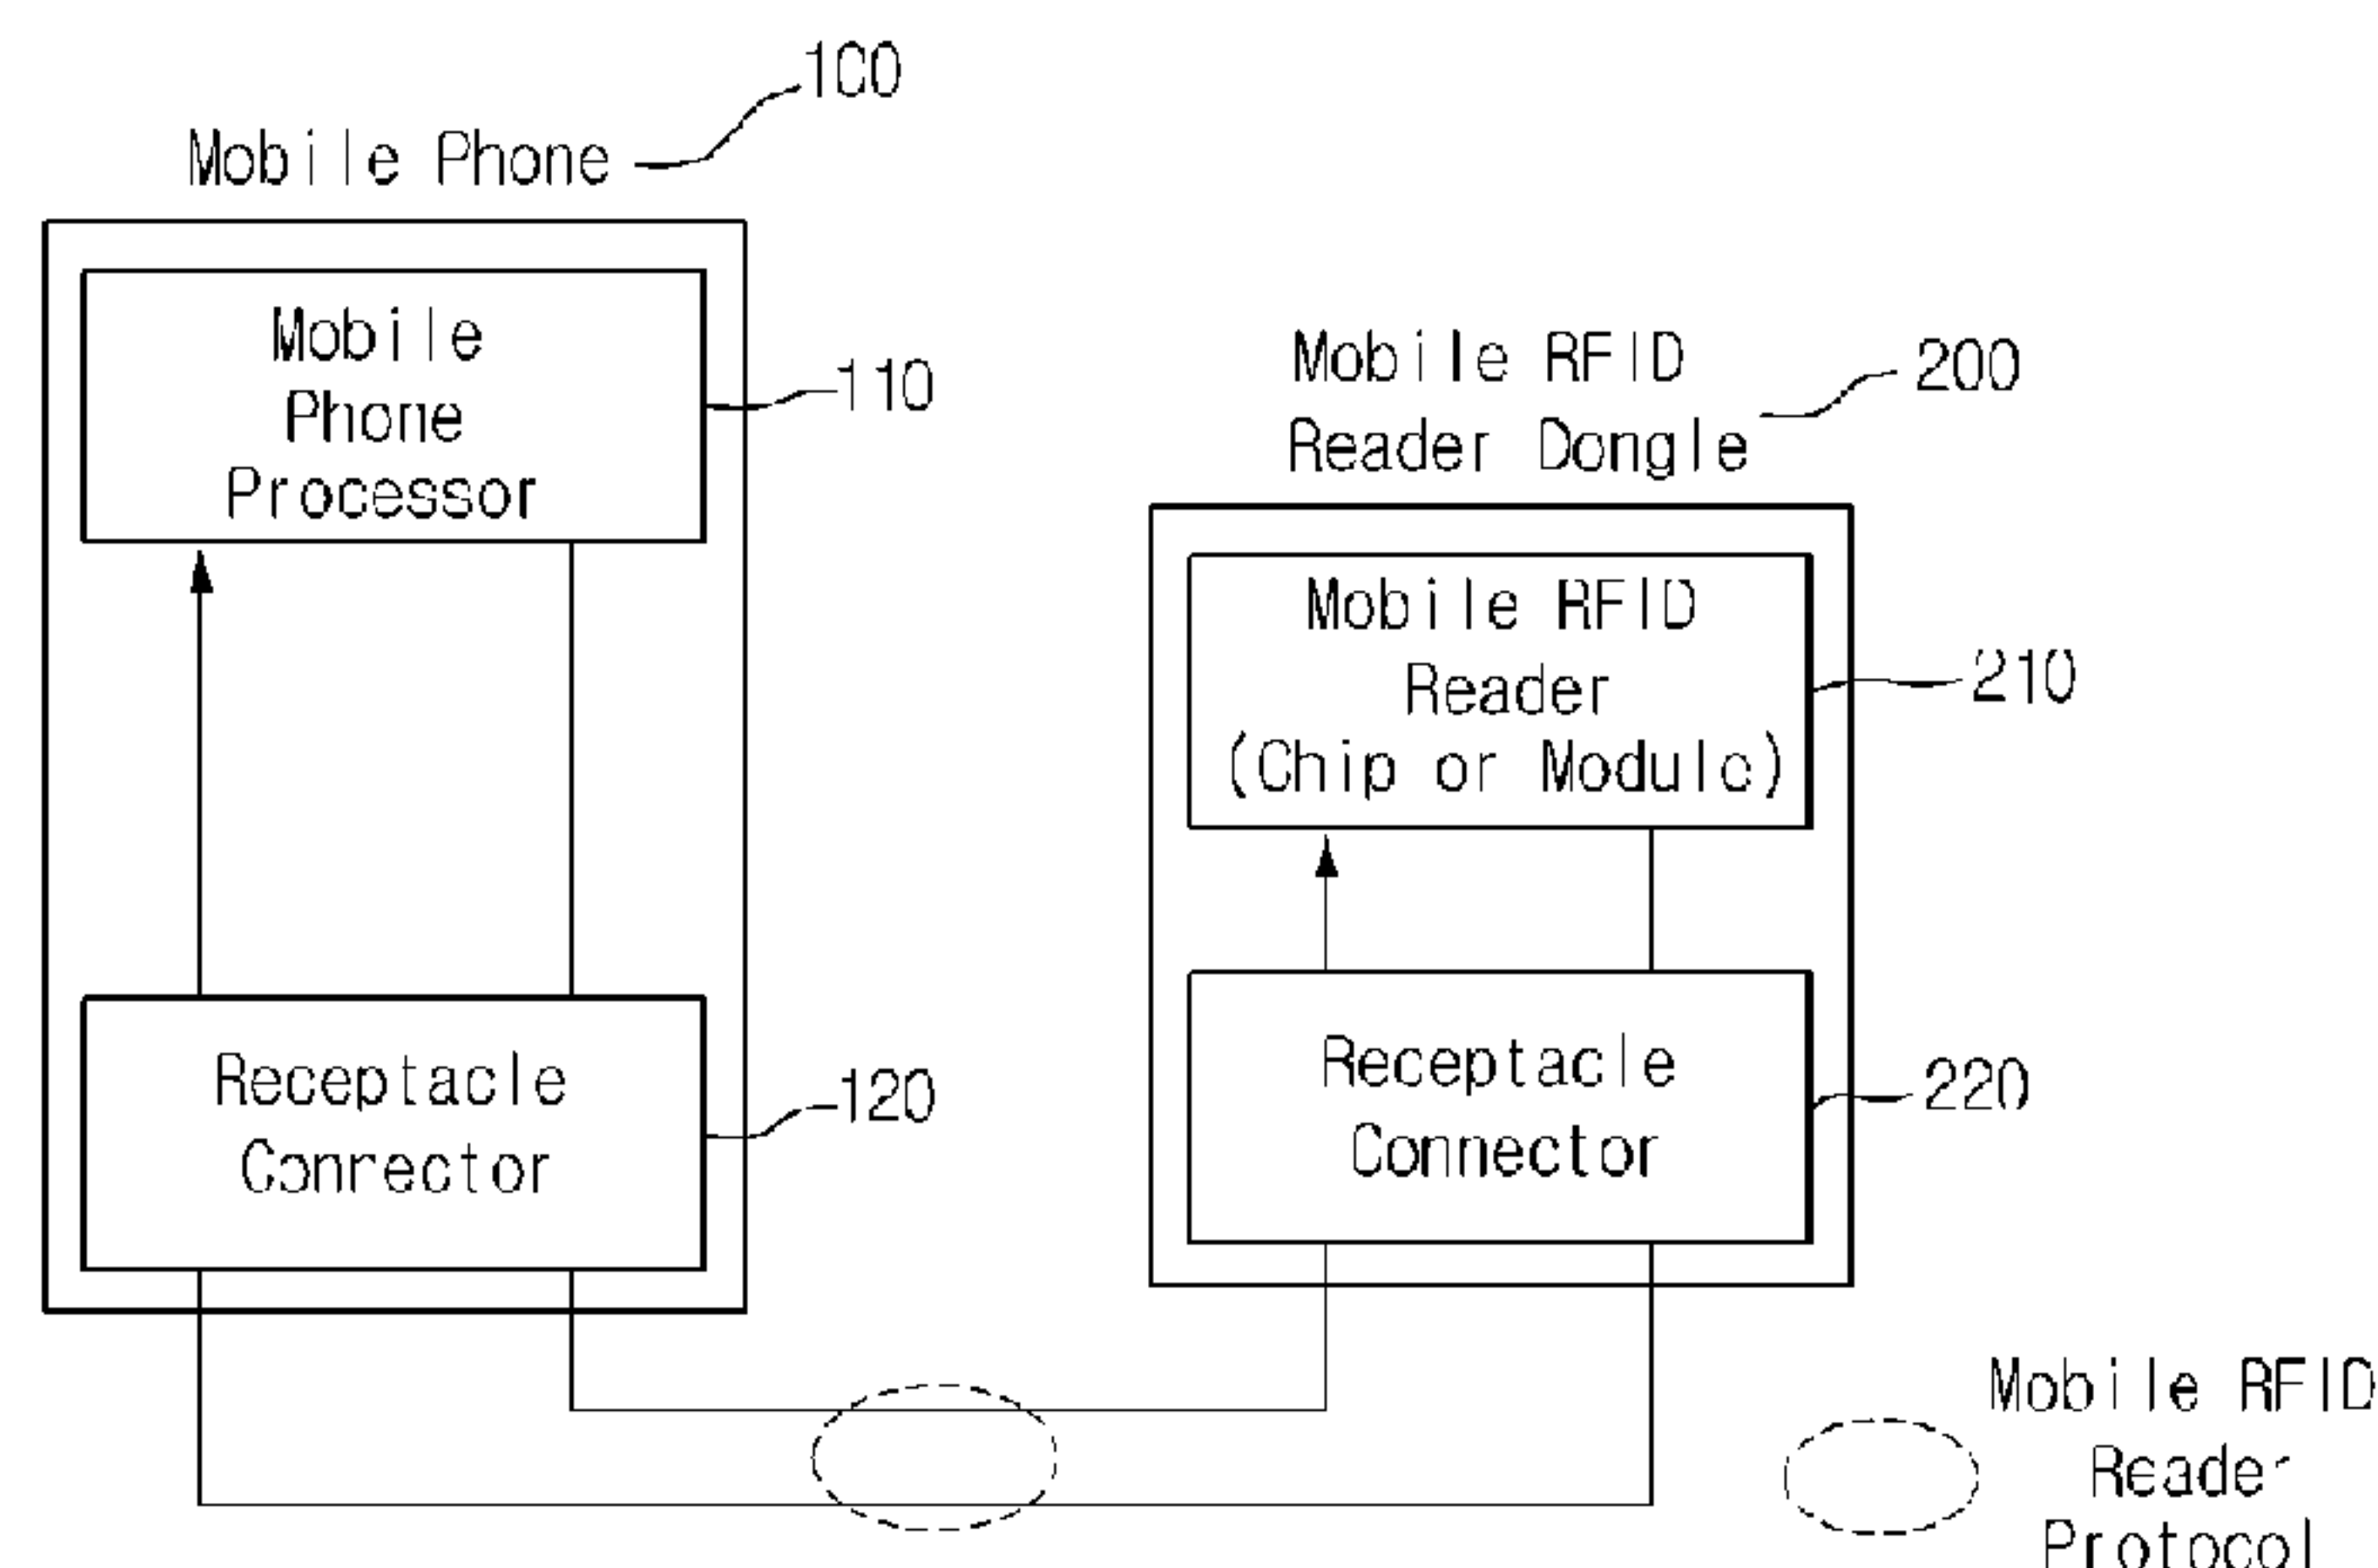 100
Mobile Phone
Mobile
Phone
Processor
110
Mobile RFID
Reader Dongle
200
Mobile RFID
Reader
(Chip or Module)
210
Receptacle
Connector
120
Receptacle
Connector
220
Mobile RFID
Reader
Protocol